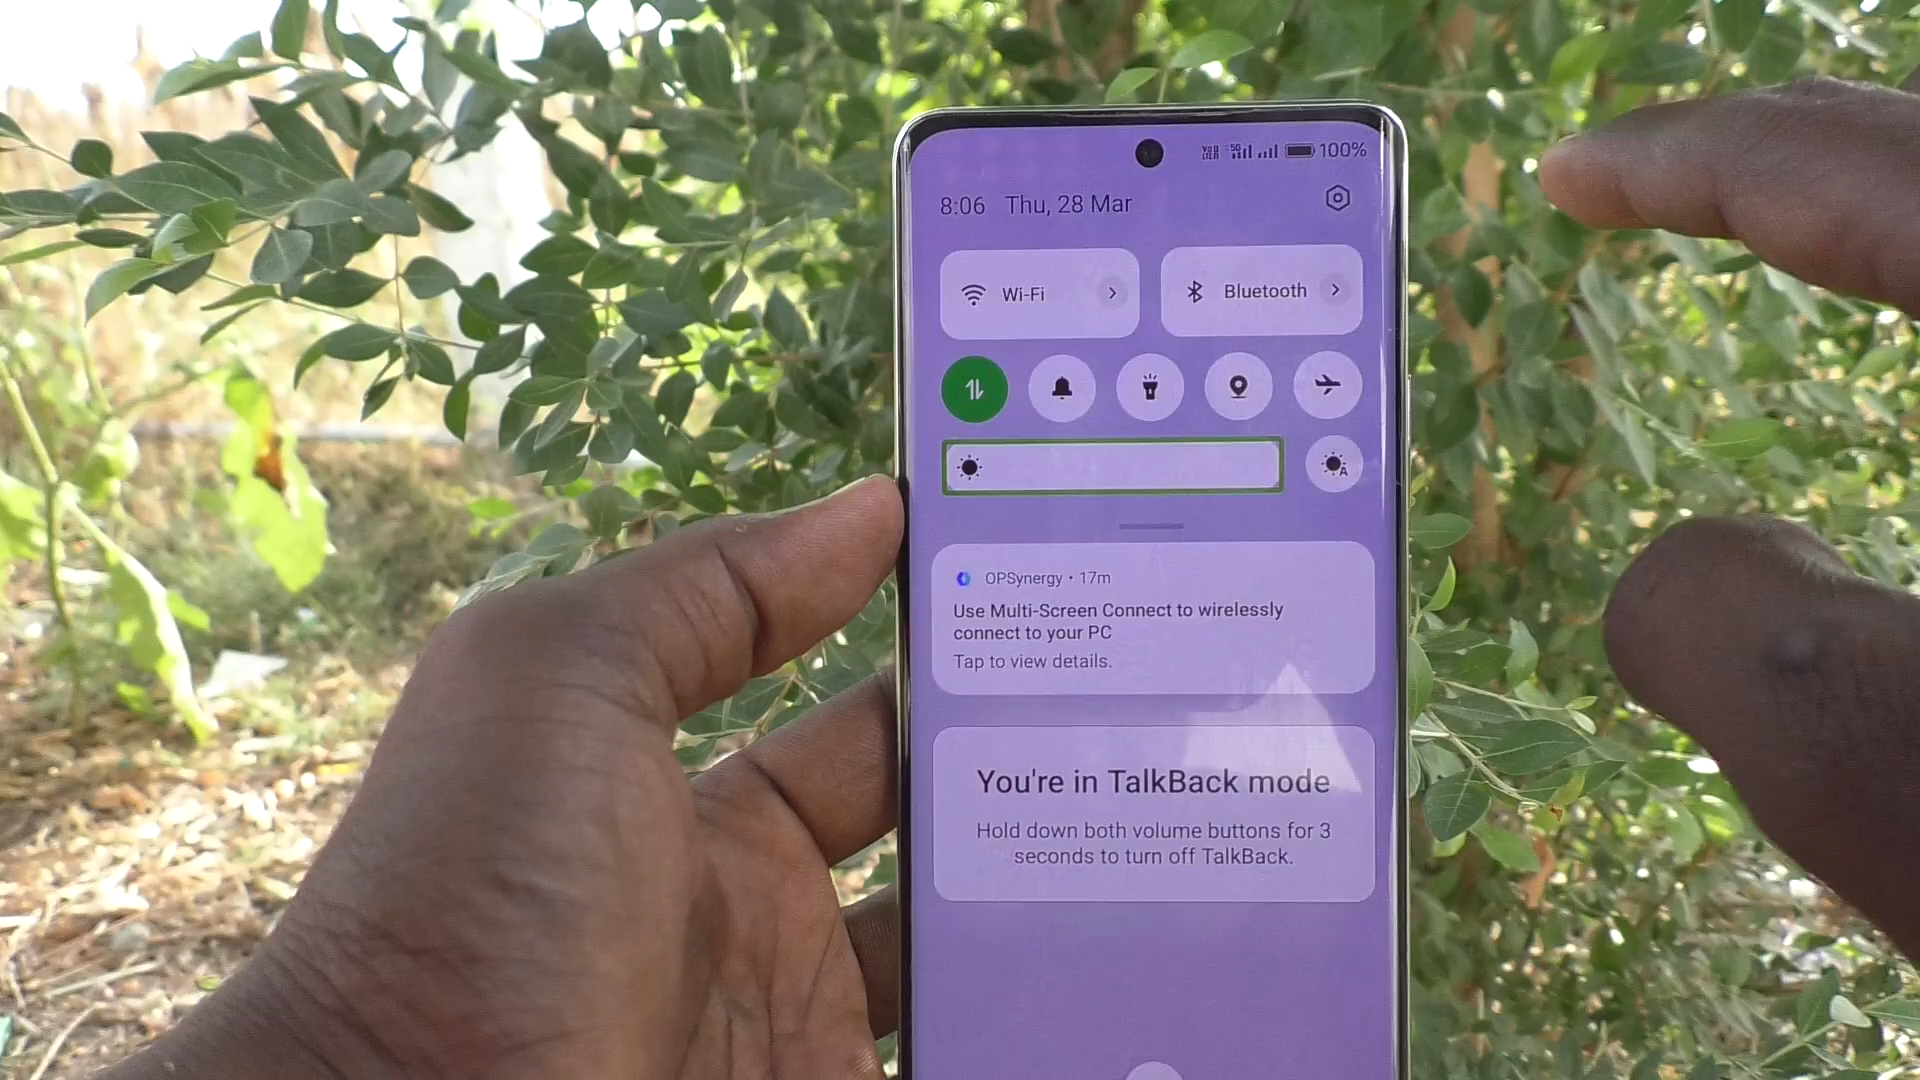 100%
8:06 Thu, 28 Mar
Wi-Fi
Bluetooth
OPSynergy • 17m
Use Multi-Screen Connect to wirelessly
connect to your PC
Tap to view details.
You're in TalkBack mode
Hold down both volume buttons for 3
seconds to turn off TalkBack.